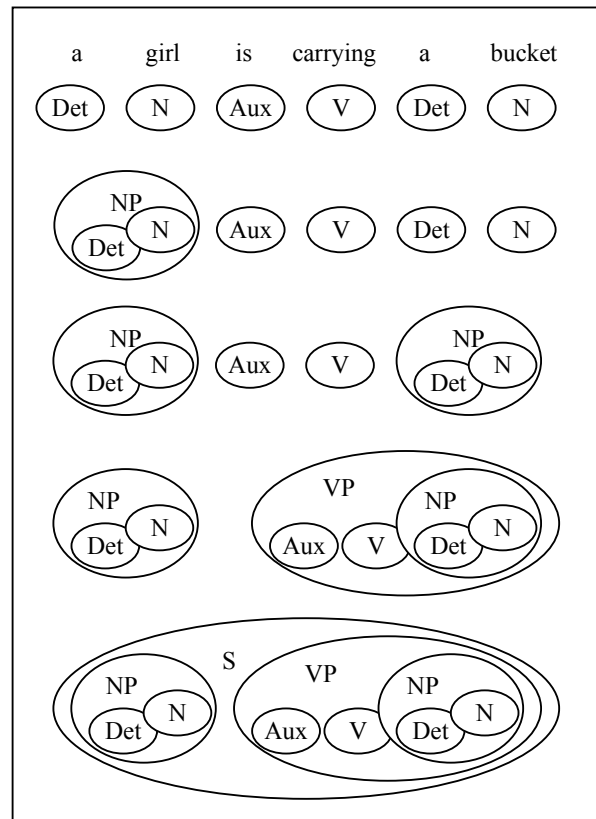 a girl is carrying a bucket
Det N Aux V Det N
NP
Det N Aux V Det N
NP NP
Det N Aux V Det N
VP
NP NP
Det N Aux V Det N
S
VP
NP NP
Det N Aux V Det N